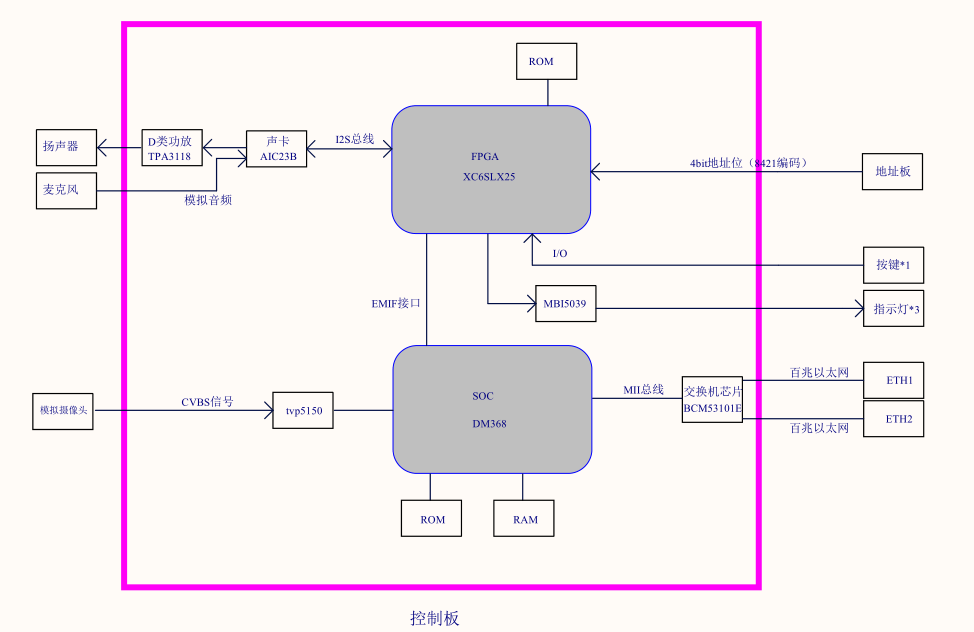 ROM
扬声器
D类功放
TPA3118
声卡
AIC23B
I2S总线
FPGA
XC6SLX25
4bit地址位（8421编码）
地址板
麦克风
模拟音频
I/O
按键*1
EMIF接口
MBI5039
指示灯*3
模拟摄像头
CVBS信号
tvp5150
SOC
DM368
MII总线
交换机芯片
BCM53101E
百兆以太网
ETH1
百兆以太网
ETH2
ROM
RAM
控制板